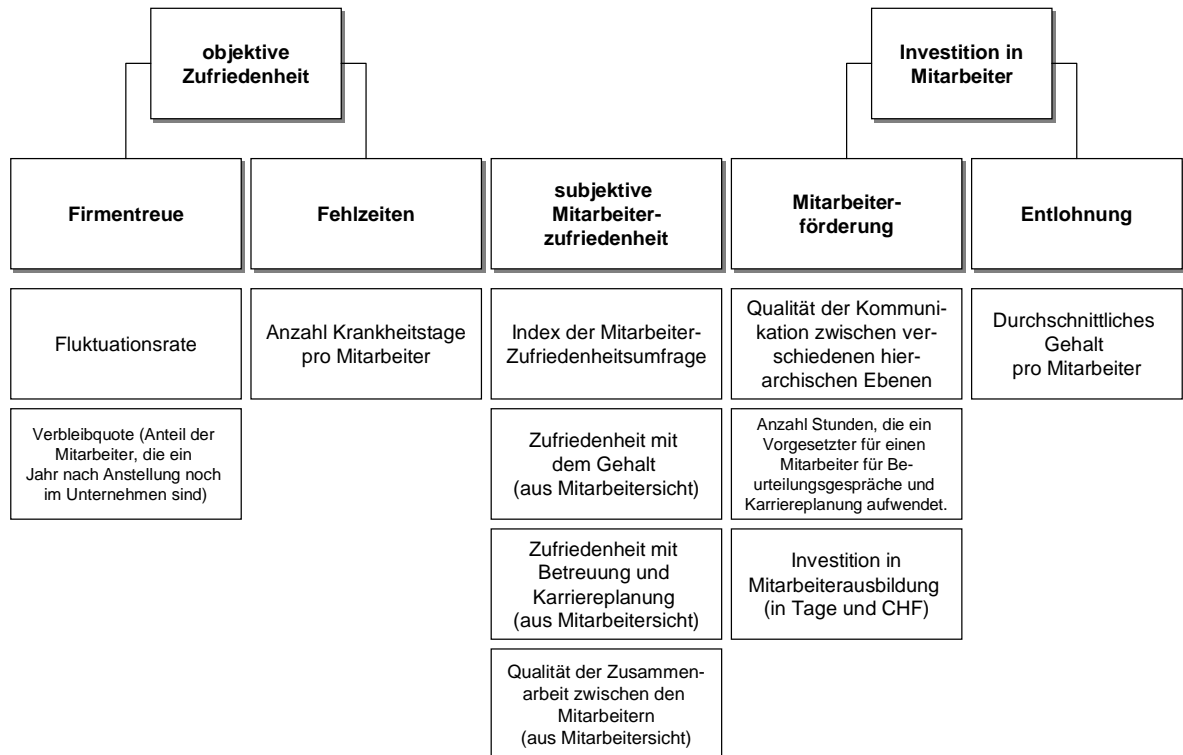 objektive
Zufriedenheit
Investition in
Mitarbeiter
Firmentreue
Fehlzeiten
subjektive
Mitarbeiter-
zufriedenheit
Mitarbeiter-
förderung
Entlohnung
Fluktuationsrate
Anzahl Krankheitstage
pro Mitarbeiter
Index der Mitarbeiter-
Zufriedenheitsumfrage
Qualität der Kommuni-
kation zwischen ver-
schiedenen hier-
archischen Ebenen
Durchschnittliches
Gehalt
pro Mitarbeiter
Verbleibquote (Anteil der
Mitarbeiter, die ein
Jahr nach Anstellung noch
im Unternehmen sind)
Zufriedenheit mit
dem Gehalt
(aus Mitarbeitersicht)
Anzahl Stunden, die ein
Vorgesetzter für einen
Mitarbeiter für Be-
urteilungsgespräche und
Karriereplanung aufwendet.
Zufriedenheit mit
Betreuung und
Karriereplanung
(aus Mitarbeitersicht)
Investition in
Mitarbeiterausbildung
(in Tage und CHF)
Qualität der Zusammen-
arbeit zwischen den
Mitarbeitern
(aus Mitarbeitersicht)